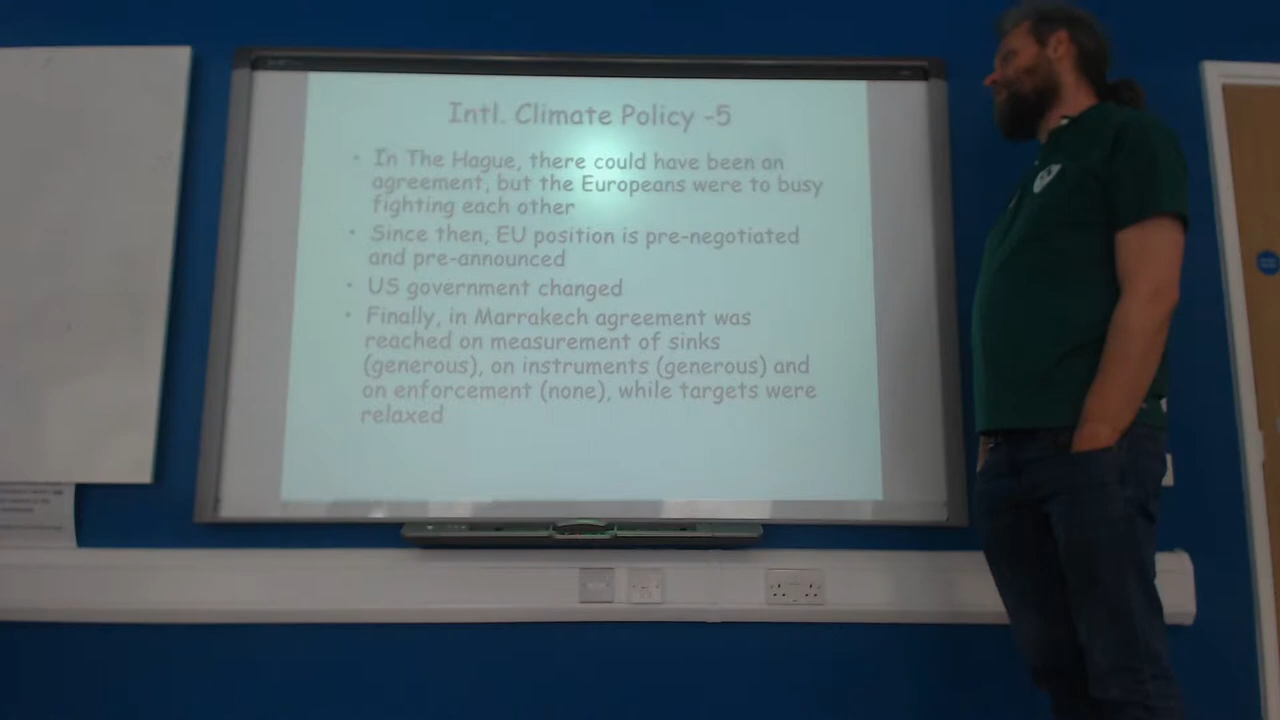 Intl. Climate Policy -5
• In The Hague, there could have been an
agreement, but the Europeans were to busy
fighting each other
• Since then, EU position is pre-negotiated
and pre-announced
• US government changed
• Finally, in Marrakech agreement was
reached on measurement of sinks
(generous), on instruments (generous) and
on enforcement (none), while targets were
relaxed